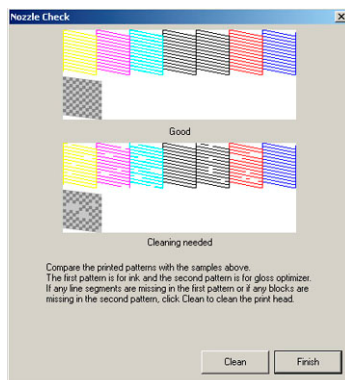 Nozzle Check
Good
Cleaning needed
Compare the printed patterns with the samples above.
The first pattern is for ink and the second pattern is for gloss optimizer.
If any line segments are missing in the first pattern or if any blocks are
missing in the second pattern, click Clean to clean the print head.
Clean
Finish